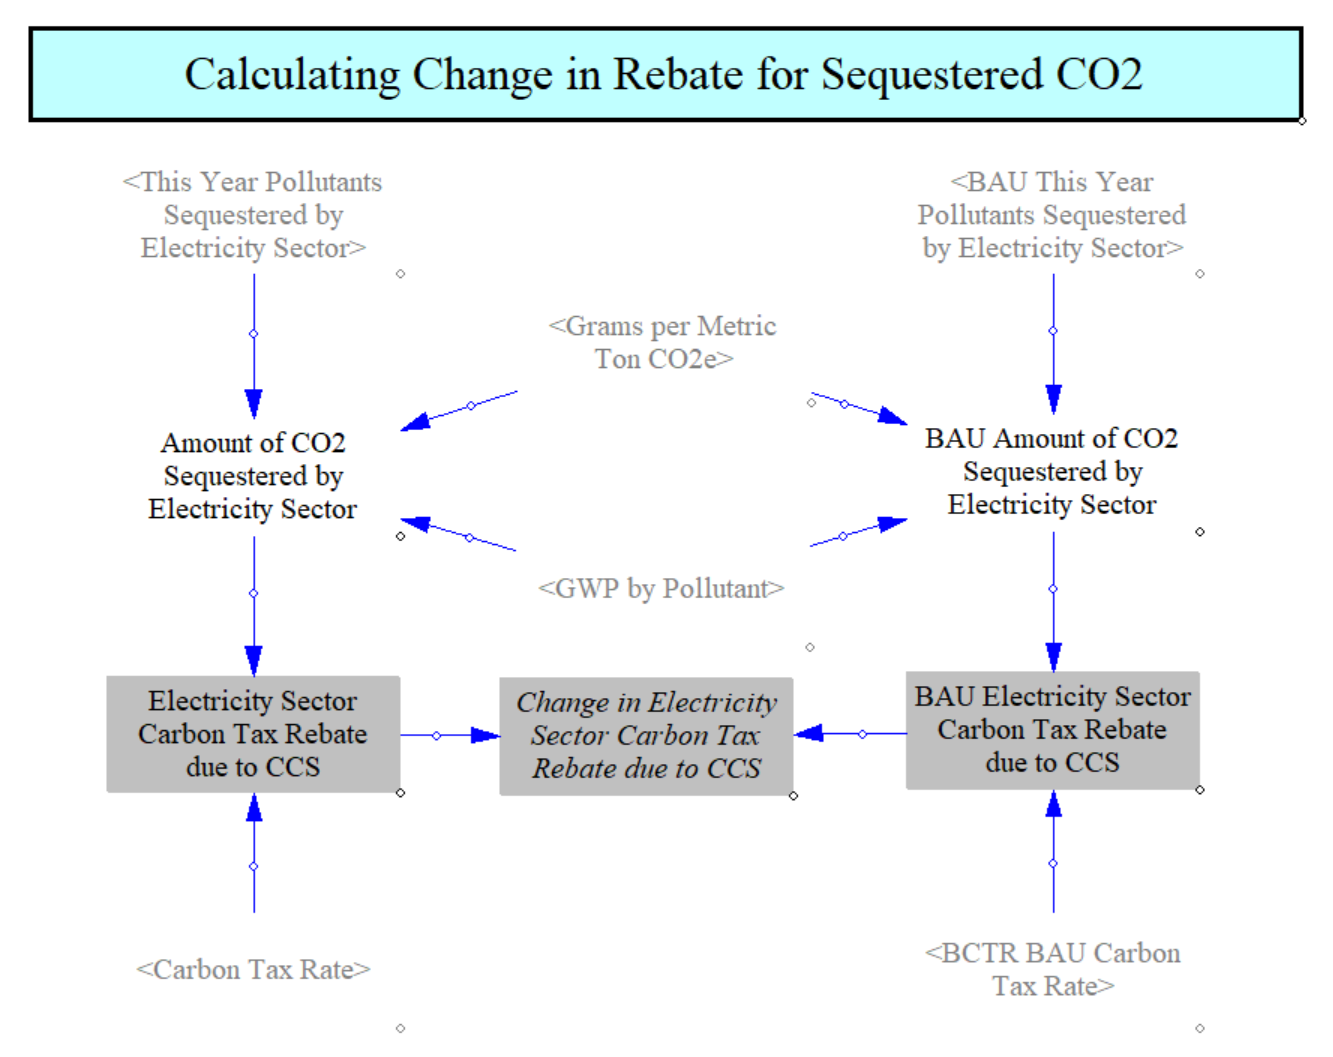 Calculating Change in Rebate for Sequestered CO2
<This Year Pollutants
Sequestered by
Electricity Sector>
<BAU This Year
Pollutants Sequestered
by Electricity Sector>
<Grams per Metric
Ton CO2e>
Amount of CO2
Sequestered by
Electricity Sector
BAU Amount of CO2
Sequestered by
Electricity Sector
<GWP by Pollutant>
Electricity Sector
Carbon Tax Rebate
due to CCS
Change in Electricity
Sector Carbon Tax
Rebate due to CCS
BAU Electricity Sector
Carbon Tax Rebate
due to CCS
<Carbon Tax Rate>
<BCTR BAU Carbon
Tax Rate>